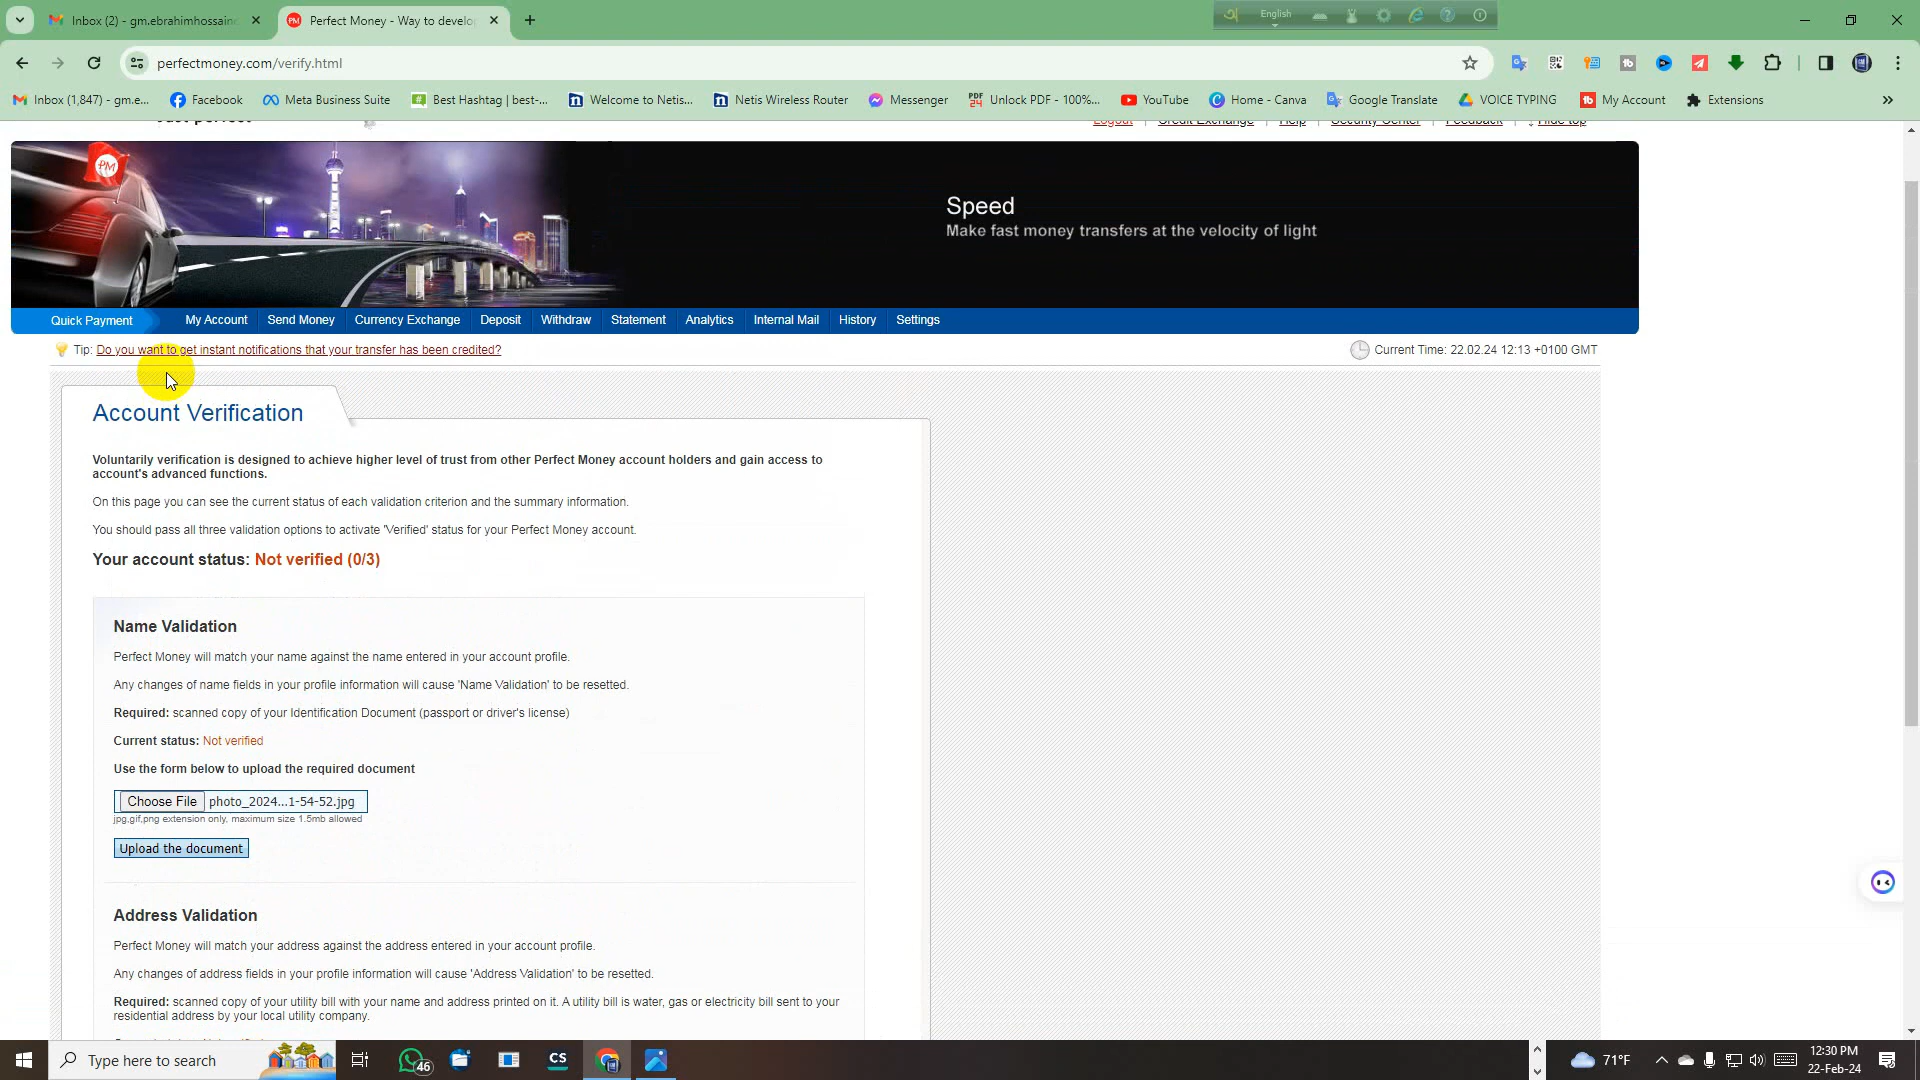 Inbox (2) - gm.ebrahimhossain
Perfect Money - Way to develo
English
perfectmoney.com/verify.html
Inbox (1,847) - gm.e...
Facebook
Meta Business Suite
Best Hashtag | best-...
Welcome to Netis...
Netis Wireless Router
Messenger
Unlock PDF - 100%...
YouTube
Home - Canva
Google Translate
VOICE TYPING
My Account
Extensions
»
Just perfect
Logout
Credit Exchange
Help
Security Center
Feedback
Hide top
PM
Speed
Make fast money transfers at the velocity of light
Quick Payment
My Account
Send Money
Currency Exchange
Deposit
Withdraw
Statement
Analytics
Internal Mail
History
Settings
Tip: Do you want to get instant notifications that your transfer has been credited?
Current Time: 22.02.24 12:13 +0100 GMT
Account Verification
Voluntarily verification is designed to achieve higher level of trust from other Perfect Money account holders and gain access to
account's advanced functions.
On this page you can see the current status of each validation criterion and the summary information.
You should pass all three validation options to activate 'Verified' status for your Perfect Money account.
Your account status: Not verified (0/3)
Name Validation
Perfect Money will match your name against the name entered in your account profile.
Any changes of name fields in your profile information will cause 'Name Validation' to be resetted.
Required: scanned copy of your Identification Document (passport or driver's license)
Current status: Not verified
Use the form below to upload the required document
Choose File photo_2024...1-54-52.jpg
jpg,gif,png extension only, maximum size 1.5mb allowed
Upload the document
Address Validation
Perfect Money will match your address against the address entered in your account profile.
Any changes of address fields in your profile information will cause 'Address Validation' to be resetted.
Required: scanned copy of your utility bill with your name and address printed on it. A utility bill is water, gas or electricity bill sent to your
residential address by your local utility company.
Type here to search
46
CS
71°F
12:30 PM
22-Feb-24